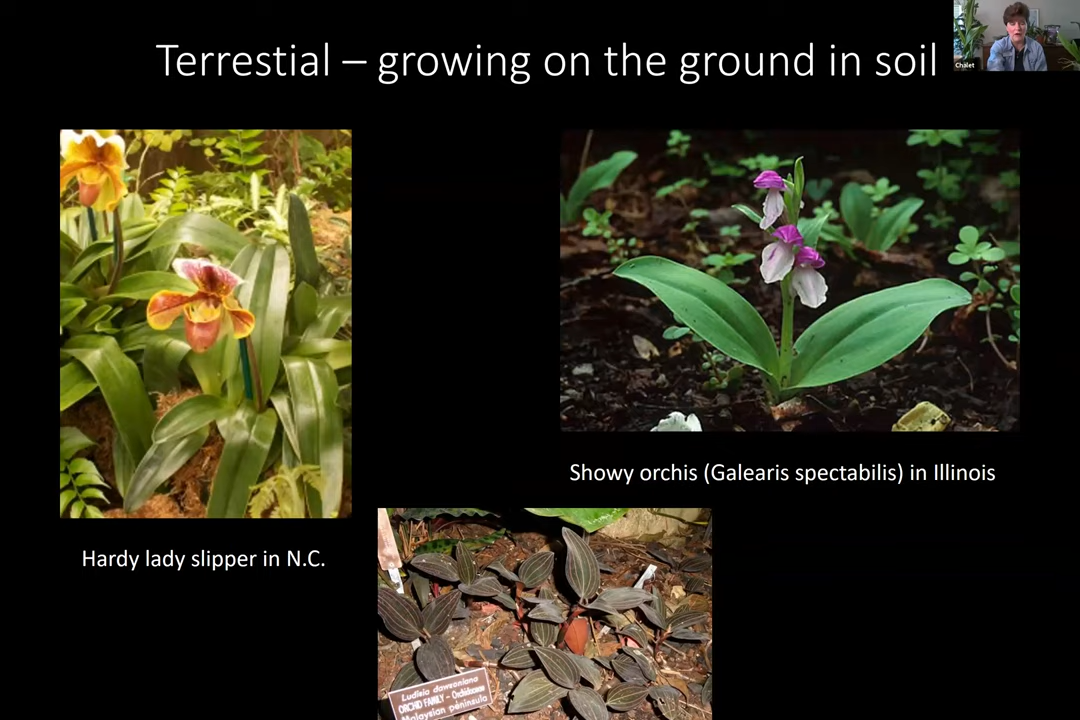 Terrestial – growing on the ground in soil
Chalet
Showy orchis (Galearis spectabilis) in Illinois
Hardy lady slipper in N.C.
Ludisia dawsoniana
ORCHID FAMILY - Orchidaceae
Malaysian peninsula